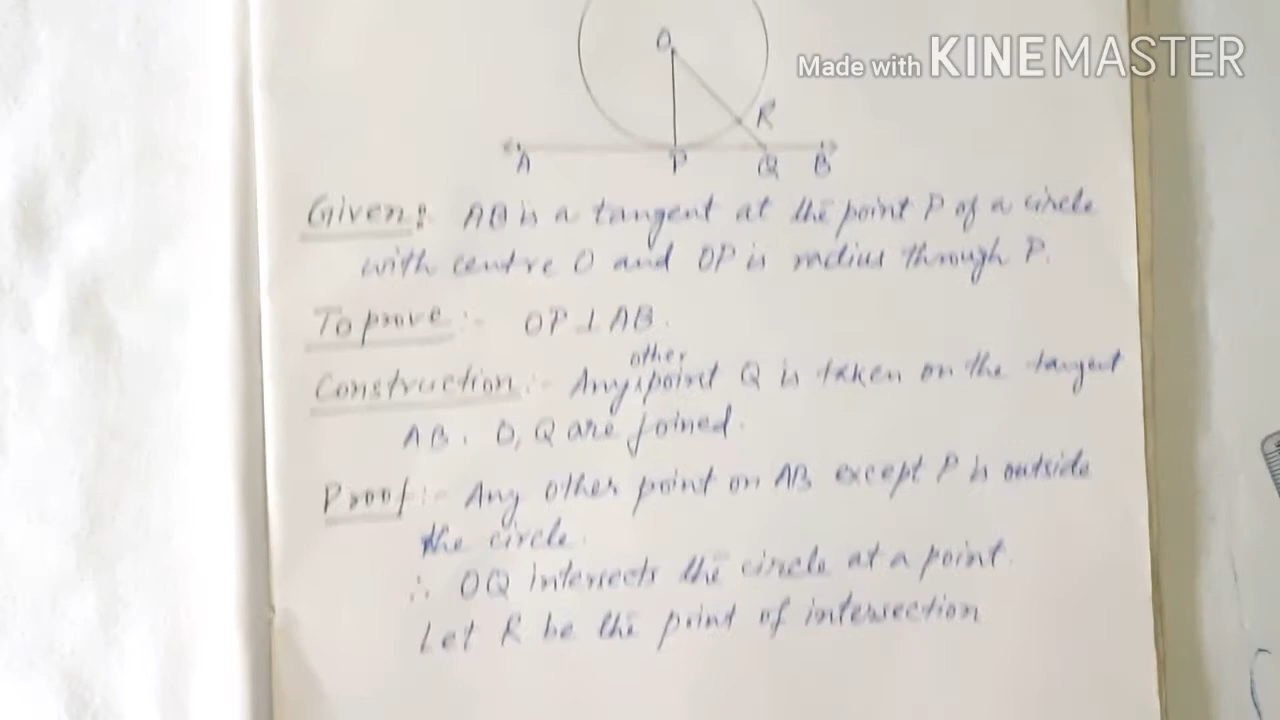 Made with KINEMASTER
O
R
A P Q B
Given: AB is a tangent at the point P of a circle
with centre O and OP is radius through P.
To prove :- OP ⊥ AB.
other
Construction :- Any point Q is taken on the tangent
AB. O, Q are joined.
Proof :- Any other point on AB except P is outside
the circle.
∴ OQ intersects the circle at a point.
Let R be the point of intersection